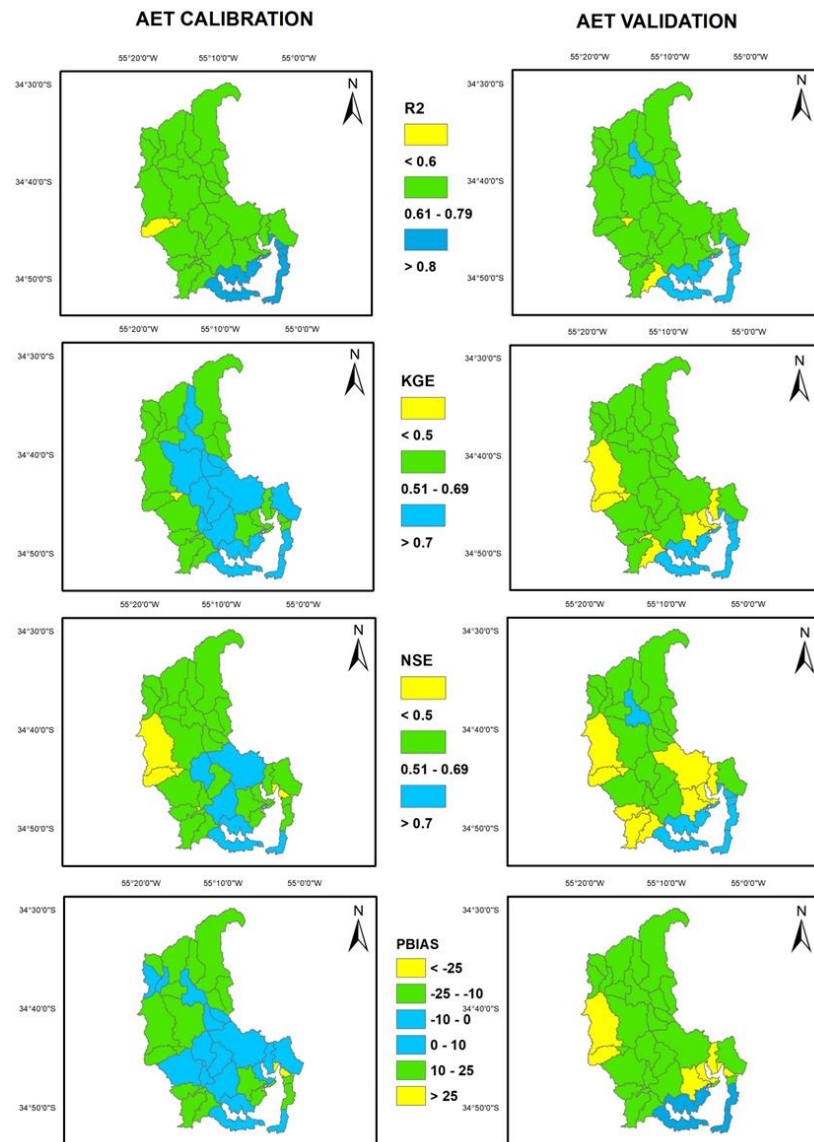 AET CALIBRATION
AET VALIDATION
55°20'0"W 55°10'0"W 55°0'0"W
34°30'0"S
34°40'0"S
34°50'0"S
N
R2
< 0.6
0.61 - 0.79
> 0.8
55°20'0"W 55°10'0"W 55°0'0"W
34°30'0"S
34°40'0"S
34°50'0"S
N
55°20'0"W 55°10'0"W 55°0'0"W
34°30'0"S
34°40'0"S
34°50'0"S
N
KGE
< 0.5
0.51 - 0.69
> 0.7
55°20'0"W 55°10'0"W 55°0'0"W
34°30'0"S
34°40'0"S
34°50'0"S
N
55°20'0"W 55°10'0"W 55°0'0"W
34°30'0"S
34°40'0"S
34°50'0"S
N
NSE
< 0.5
0.51 - 0.69
> 0.7
55°20'0"W 55°10'0"W 55°0'0"W
34°30'0"S
34°40'0"S
34°50'0"S
N
55°20'0"W 55°10'0"W 55°0'0"W
34°30'0"S
34°40'0"S
34°50'0"S
N
PBIAS
< -25
-25 - -10
-10 - 0
0 - 10
10 - 25
> 25
55°20'0"W 55°10'0"W 55°0'0"W
34°30'0"S
34°40'0"S
34°50'0"S
N